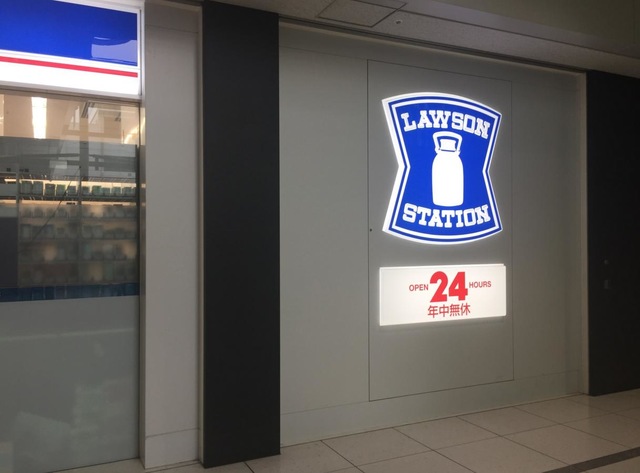 LAWSON
STATION
OPEN 24 HOURS
年中無休